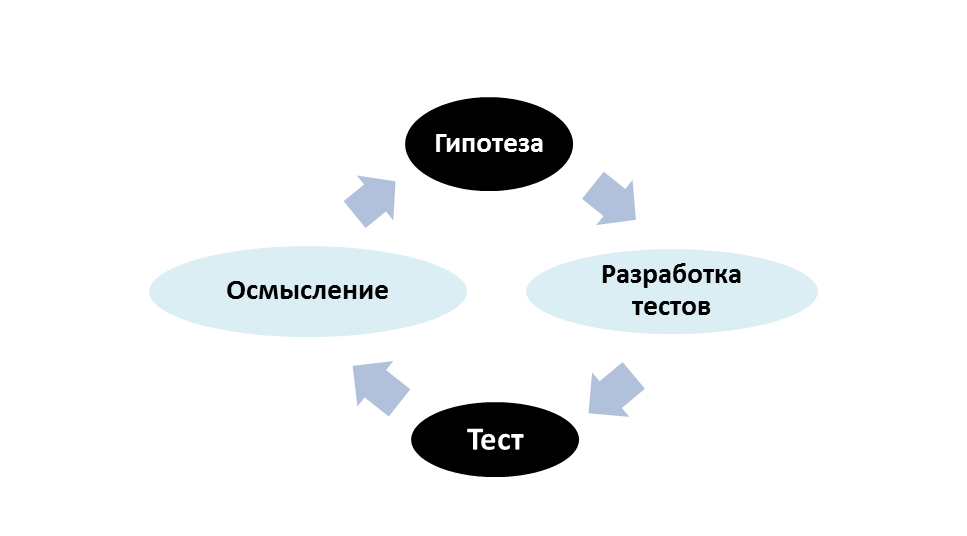 Гипотеза
Осмысление
Разработка
тестов
Тест